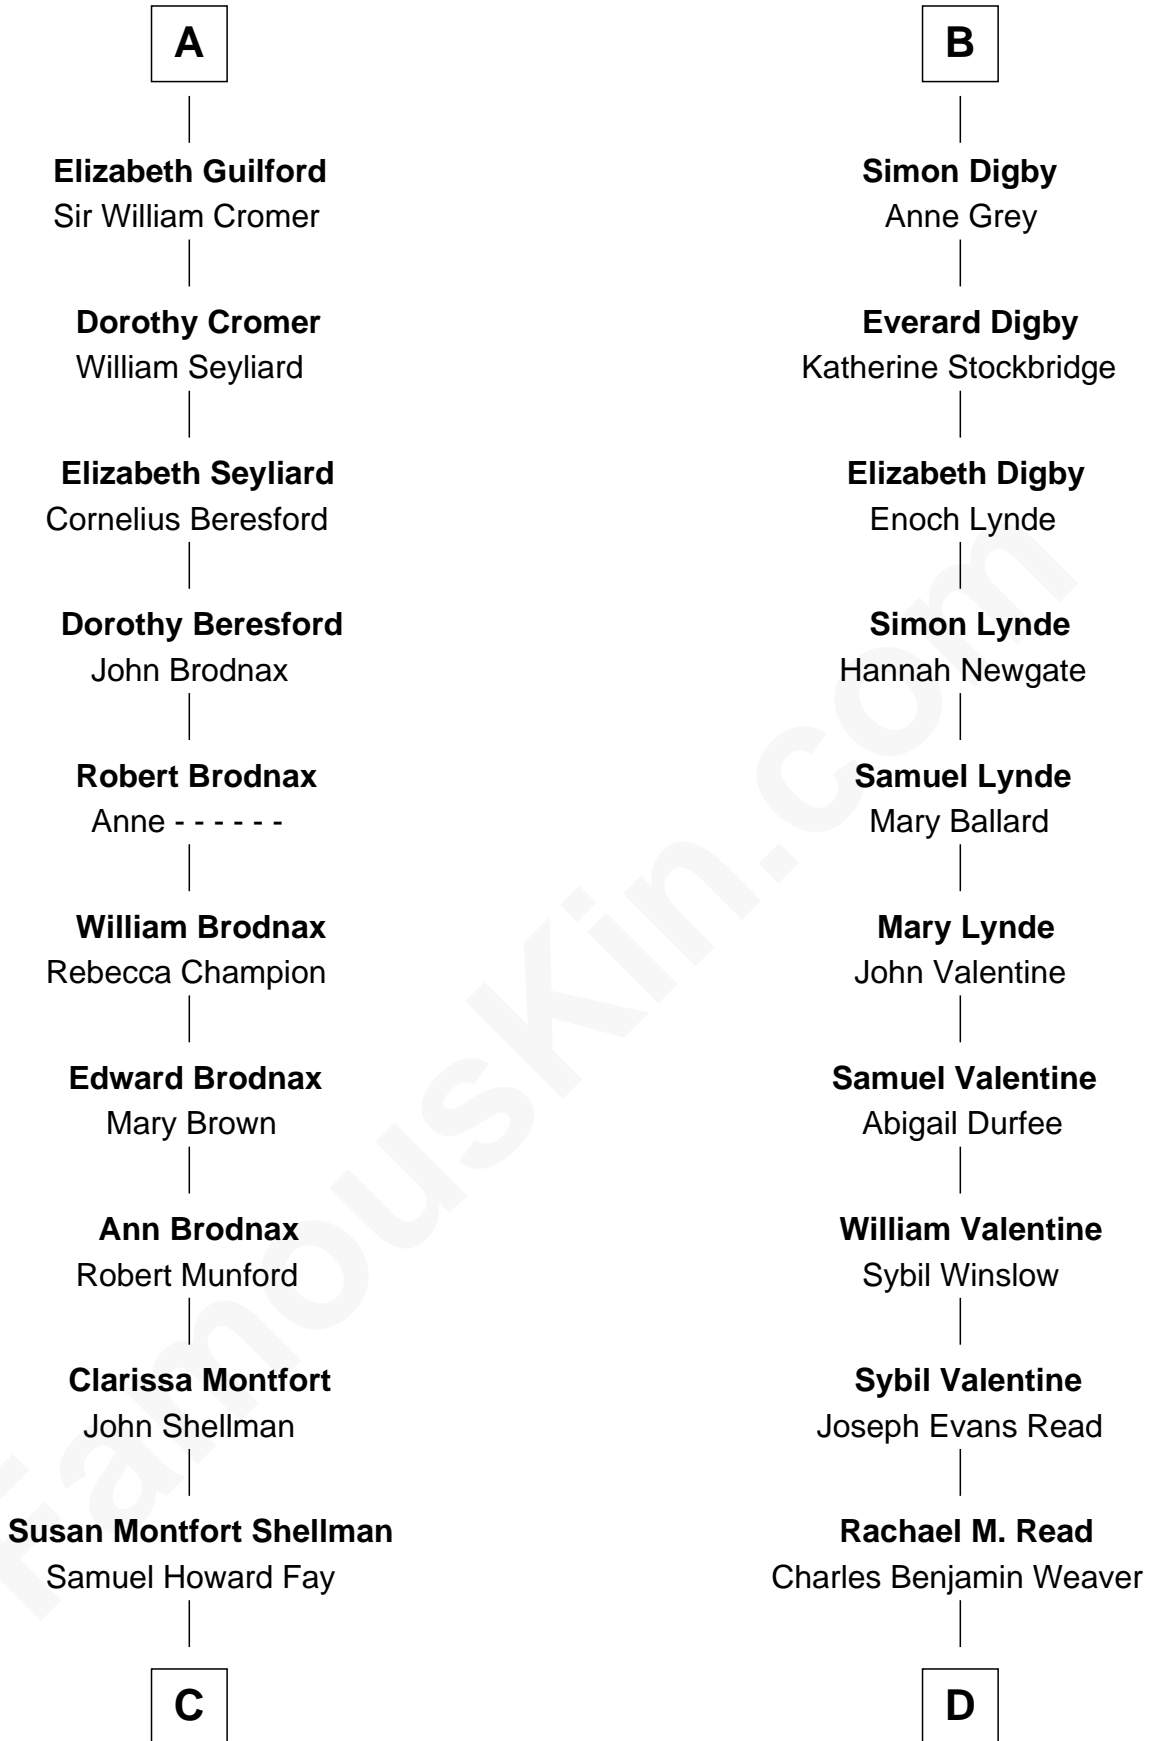 A
Elizabeth Guilford
Sir William Cromer
Dorothy Cromer
William Seyliard
Elizabeth Seyliard
Cornelius Beresford
Dorothy Beresford
John Brodnax
Robert Brodnax
Anne - - - - - -
William Brodnax
Rebecca Champion
Edward Brodnax
Mary Brown
Ann Brodnax
Robert Munford
Clarissa Montfort
John Shellman
Susan Montfort Shellman
Samuel Howard Fay
C
B
Simon Digby
Anne Grey
Everard Digby
Katherine Stockbridge
Elizabeth Digby
Enoch Lynde
Simon Lynde
Hannah Newgate
Samuel Lynde
Mary Ballard
Mary Lynde
John Valentine
Samuel Valentine
Abigail Durfee
William Valentine
Sybil Winslow
Sybil Valentine
Joseph Evans Read
Rachael M. Read
Charles Benjamin Weaver
D
FamousKin.com